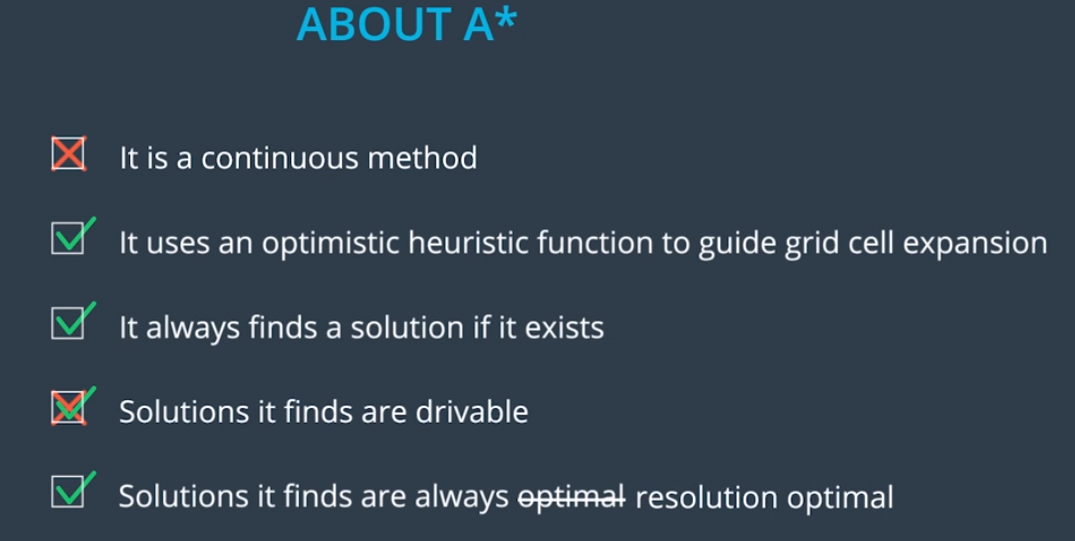 ABOUT A*
It is a continuous method
It uses an optimistic heuristic function to guide grid cell expansion
It always finds a solution if it exists
Solutions it finds are drivable
Solutions it finds are always optimal resolution optimal